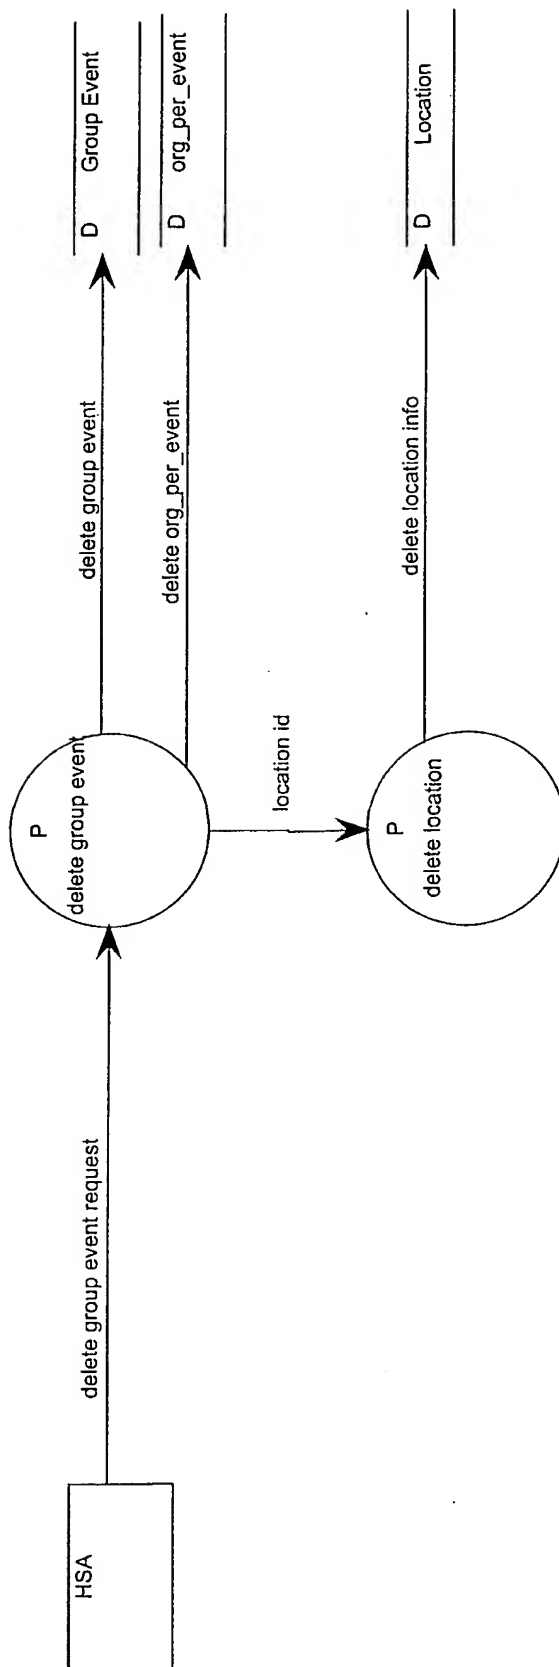 HSA
delete group event request
P
delete group event
delete group event
D Group Event
delete org_per_event
D org_per_event
location id
P
delete location
delete location info
D Location